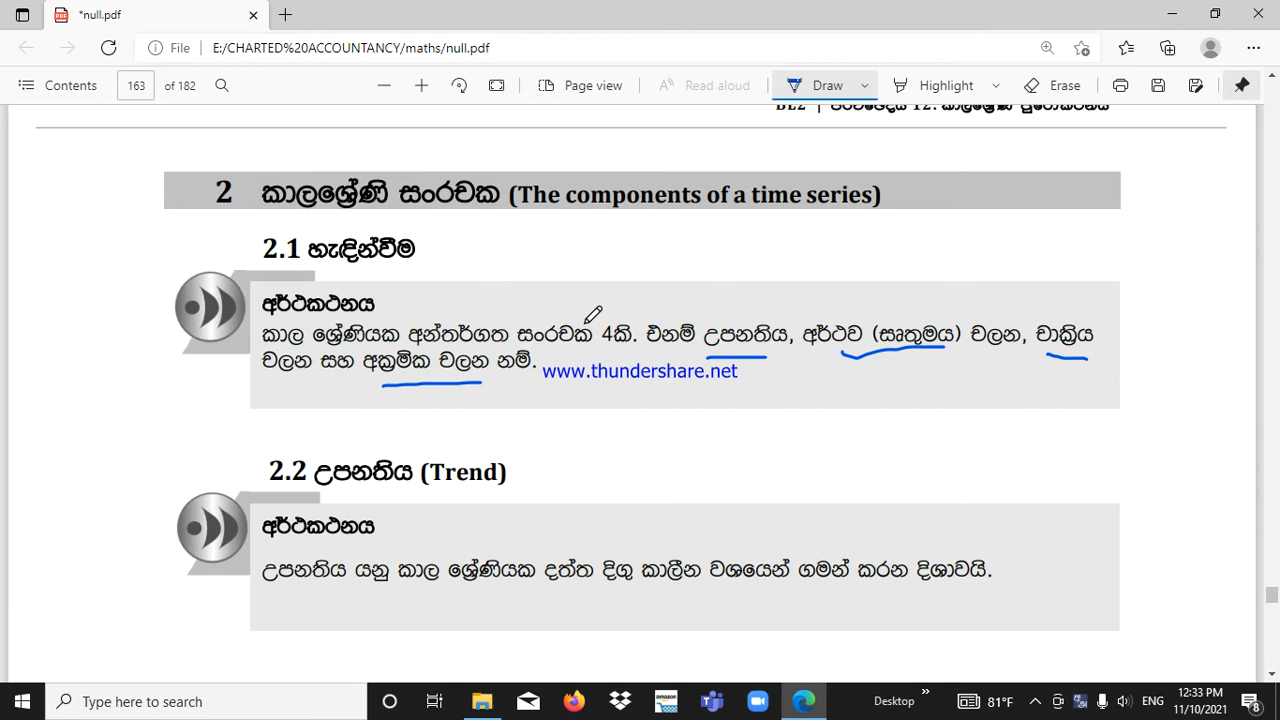 *null.pdf
File E:/CHARTED%20ACCOUNTANCY/maths/null.pdf
Contents 163 of 182 Page view Read aloud Draw Highlight Erase
2 කාලශ්‍රේණි සංරචක (The components of a time series)
2.1 හැඳින්වීම
අර්ථකථනය
කාල ශ්‍රේණියක අන්තර්ගත සංරචක 4කි. එනම් උපනතිය, අර්ථව (සෘතුමය) චලන, චාක්‍රිය
චලන සහ අක්‍රමික චලන නම්.
www.thundershare.net
2.2 උපනතිය (Trend)
අර්ථකථනය
උපනතිය යනු කාල ශ්‍රේණියක දත්ත දිගු කාලීන වශයෙන් ගමන් කරන දිශාවයි.
Type here to search
amazon
Desktop
81°F
ENG
12:33 PM
11/10/2021
8